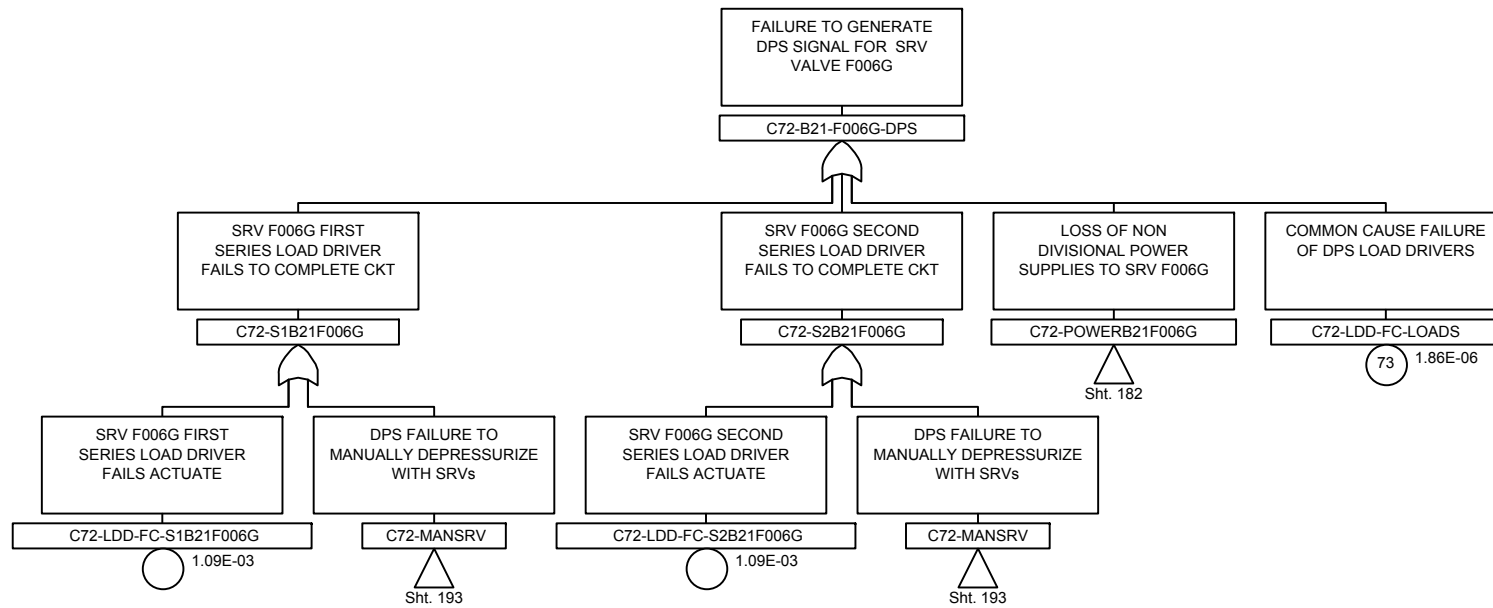 FAILURE TO GENERATE
DPS SIGNAL FOR SRV
VALVE F006G
C72-B21-F006G-DPS
SRV F006G FIRST
SERIES LOAD DRIVER
FAILS TO COMPLETE CKT
C72-S1B21F006G
SRV F006G SECOND
SERIES LOAD DRIVER
FAILS TO COMPLETE CKT
C72-S2B21F006G
LOSS OF NON
DIVISIONAL POWER
SUPPLIES TO SRV F006G
C72-POWERB21F006G
Sht. 182
COMMON CAUSE FAILURE
OF DPS LOAD DRIVERS
C72-LDD-FC-LOADS
73
1.86E-06
SRV F006G FIRST
SERIES LOAD DRIVER
FAILS ACTUATE
C72-LDD-FC-S1B21F006G
1.09E-03
DPS FAILURE TO
MANUALLY DEPRESSURIZE
WITH SRVs
C72-MANSRV
Sht. 193
SRV F006G SECOND
SERIES LOAD DRIVER
FAILS ACTUATE
C72-LDD-FC-S2B21F006G
1.09E-03
DPS FAILURE TO
MANUALLY DEPRESSURIZE
WITH SRVs
C72-MANSRV
Sht. 193